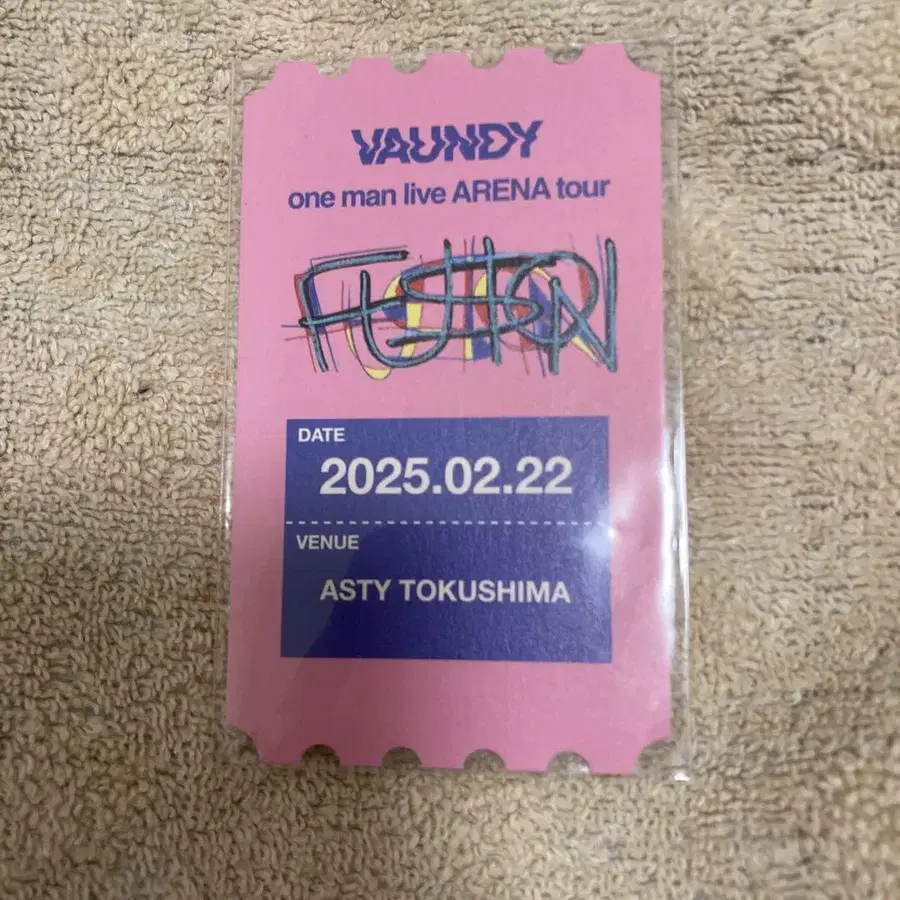 VAUNDY
one man live ARENA tour
FUSION
DATE
2025.02.22
VENUE
ASTY TOKUSHIMA